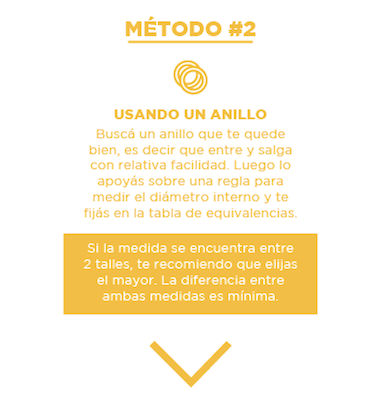 MÉTODO #2
USANDO UN ANILLO
Buscá un anillo que te quede
bien, es decir que entre y salga
con relativa facilidad. Luego lo
apoyás sobre una regla para
medir el diámetro interno y te
fijás en la tabla de equivalencias.
Si la medida se encuentra entre
2 talles, te recomiendo que elijas
el mayor. La diferencia entre
ambas medidas es mínima.